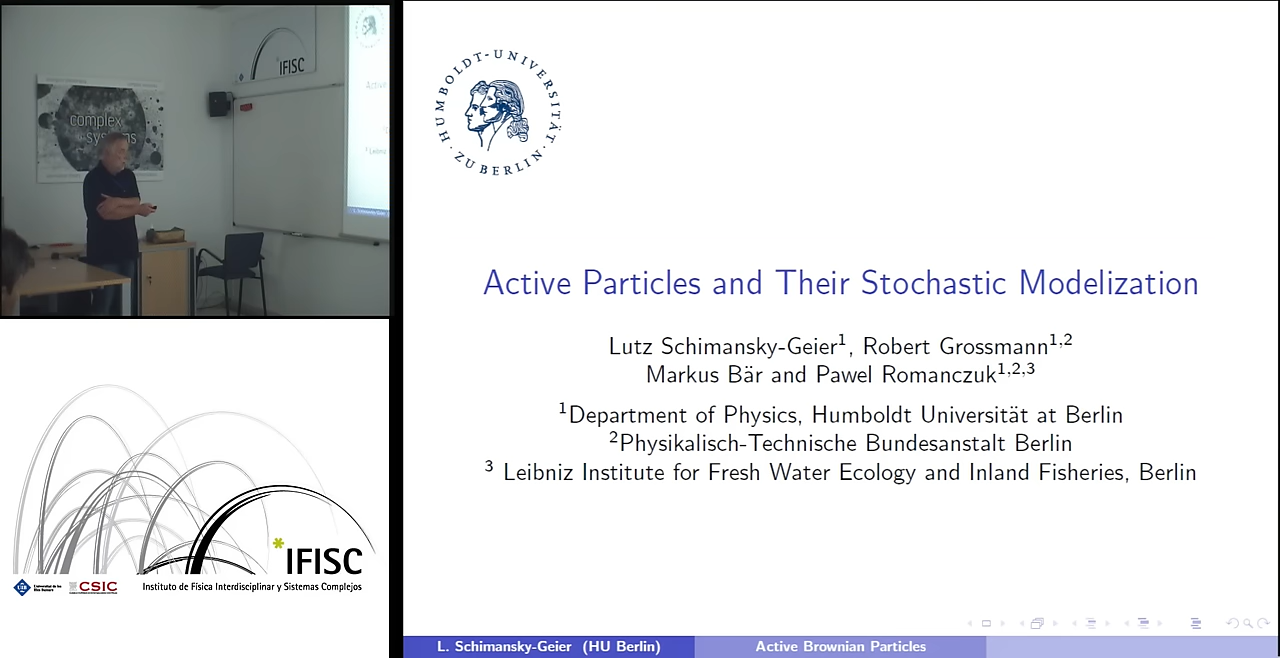 IFISC
complex
systems
HUMBOLDT-UNIVERSITÄT
· ZU BERLIN ·
Active Particles and Their Stochastic Modelization
Lutz Schimansky-Geier¹, Robert Grossmann¹,²
Markus Bär and Pawel Romanczuk¹,²,³
¹Department of Physics, Humboldt Universität at Berlin
²Physikalisch-Technische Bundesanstalt Berlin
³ Leibniz Institute for Fresh Water Ecology and Inland Fisheries, Berlin
*IFISC
UIB
CSIC
Instituto de Física Interdisciplinar y Sistemas Complejos
L. Schimansky-Geier (HU Berlin)
Active Brownian Particles